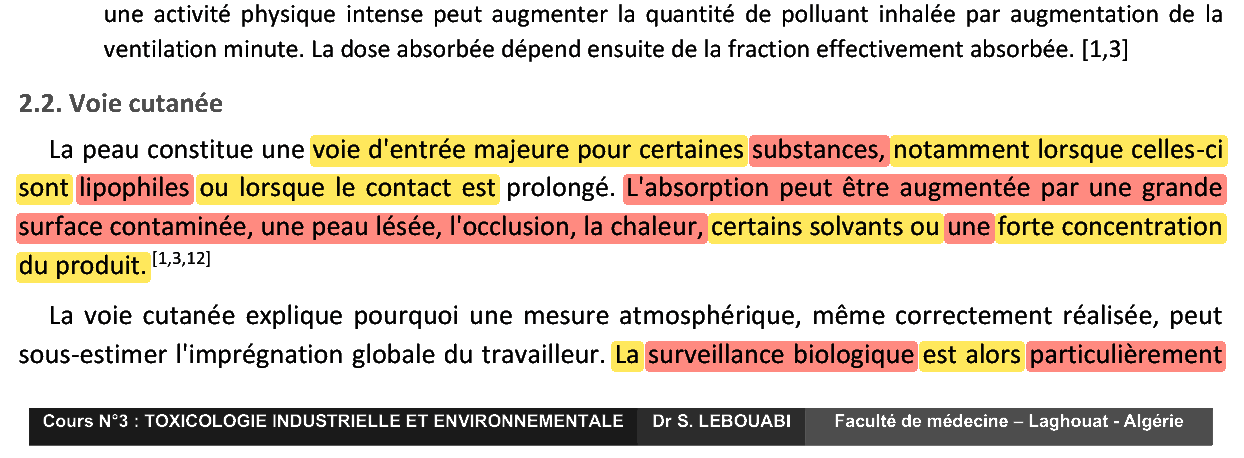 une activité physique intense peut augmenter la quantité de polluant inhalée par augmentation de la
ventilation minute. La dose absorbée dépend ensuite de la fraction effectivement absorbée. [1,3]
2.2. Voie cutanée
La peau constitue une voie d'entrée majeure pour certaines substances, notamment lorsque celles-ci
sont lipophiles ou lorsque le contact est prolongé. L'absorption peut être augmentée par une grande
surface contaminée, une peau lésée, l'occlusion, la chaleur, certains solvants ou une forte concentration
du produit. [1,3,12]
La voie cutanée explique pourquoi une mesure atmosphérique, même correctement réalisée, peut
sous-estimer l'imprégnation globale du travailleur. La surveillance biologique est alors particulièrement
Cours N°3 : TOXICOLOGIE INDUSTRIELLE ET ENVIRONNEMENTALE Dr S. LEBOUABI Faculté de médecine – Laghouat - Algérie